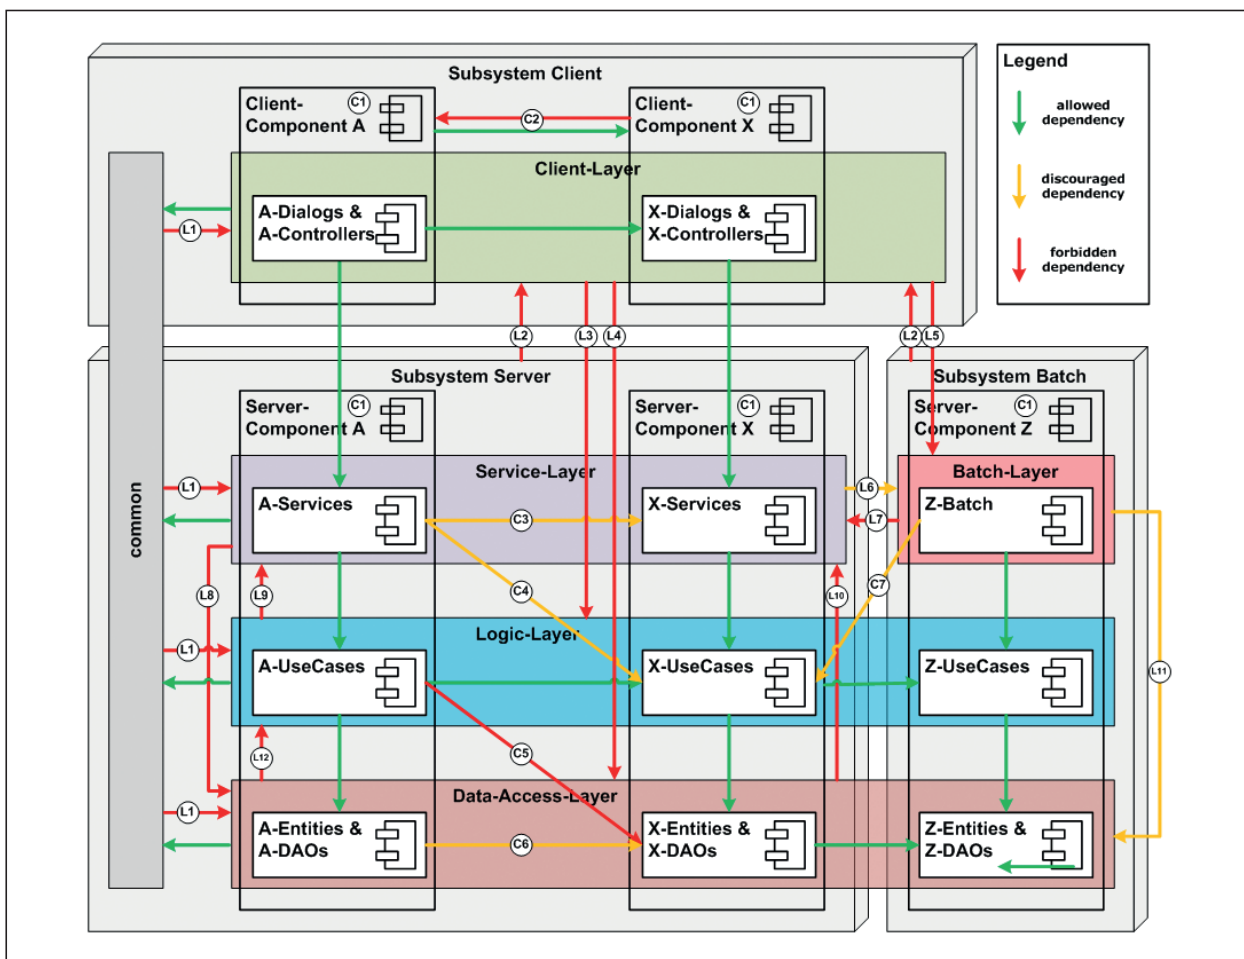 Subsystem Client
Legend
allowed
dependency
discouraged
dependency
forbidden
dependency
Client-
Component A
C1
C2
Client-
Component X
C1
Client-Layer
A-Dialogs &
A-Controllers
X-Dialogs &
X-Controllers
L1
L2
L3
L4
L2
L5
common
Subsystem Server
Subsystem Batch
Server-
Component A
C1
Server-
Component X
C1
Server-
Component Z
C1
Service-Layer
Batch-Layer
L1
A-Services
C3
X-Services
L6
L7
Z-Batch
L8
L9
C4
L10
C7
Logic-Layer
L1
A-UseCases
X-UseCases
Z-UseCases
L11
L12
C5
Data-Access-Layer
L1
A-Entities &
A-DAOs
C6
X-Entities &
X-DAOs
Z-Entities &
Z-DAOs